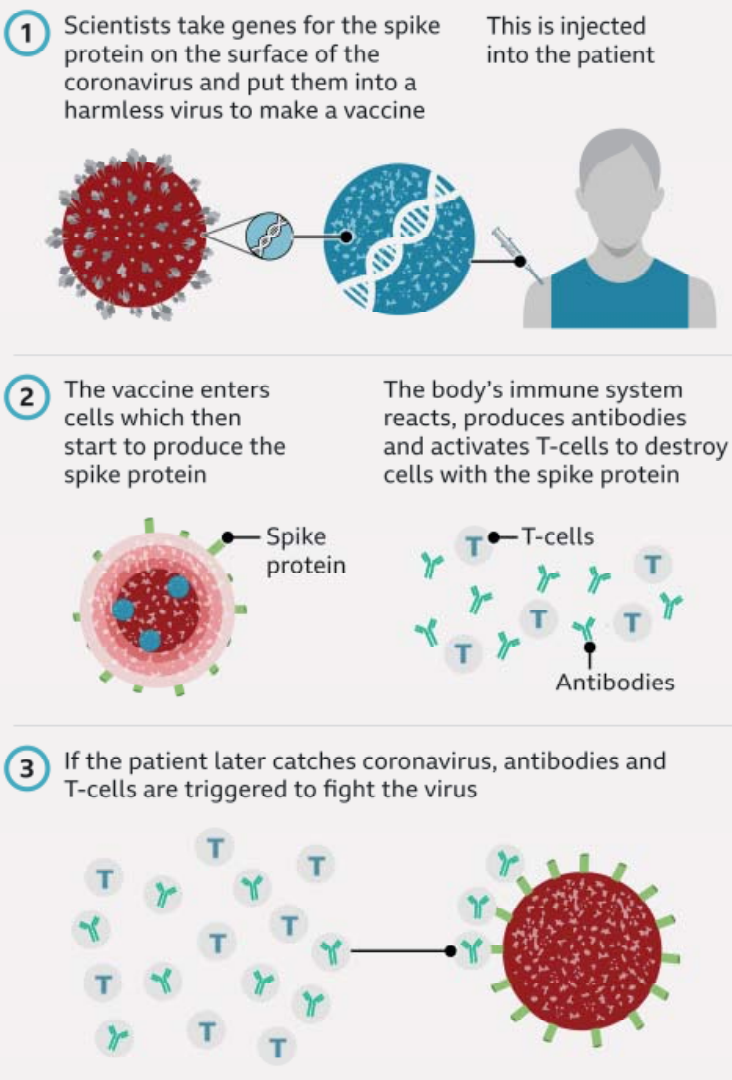 1
Scientists take genes for the spike
protein on the surface of the
coronavirus and put them into a
harmless virus to make a vaccine
This is injected
into the patient
2
The vaccine enters
cells which then
start to produce the
spike protein
The body's immune system
reacts, produces antibodies
and activates T-cells to destroy
cells with the spike protein
Spike
protein
T
T-cells
T
T
T
T
Antibodies
3
If the patient later catches coronavirus, antibodies and
T-cells are triggered to fight the virus
T
T
T
T
T
T
T
T